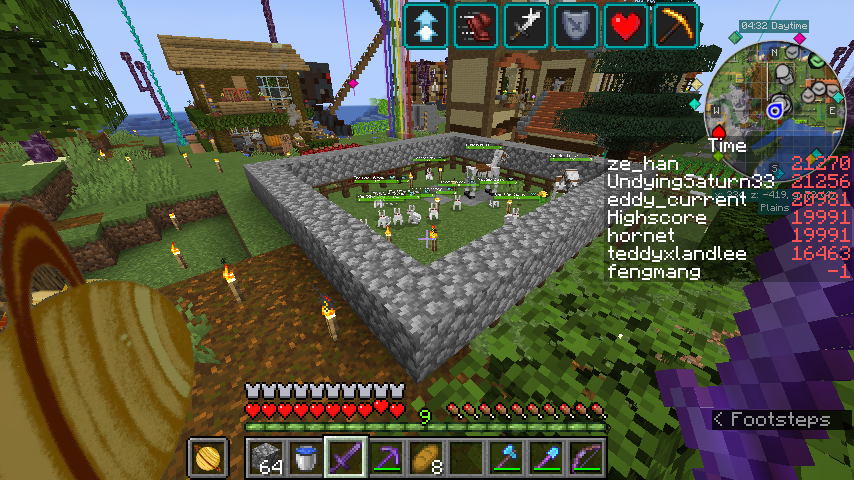 04:32 Daytime
N
W
E
S
Time
ze_han 21270
UndyingSaturn33 21256
eddy_current 20981
Highscore 19991
hornet 19991
teddyxlandlee 16463
fengmang -1
Plains
9
< Footsteps
64
8